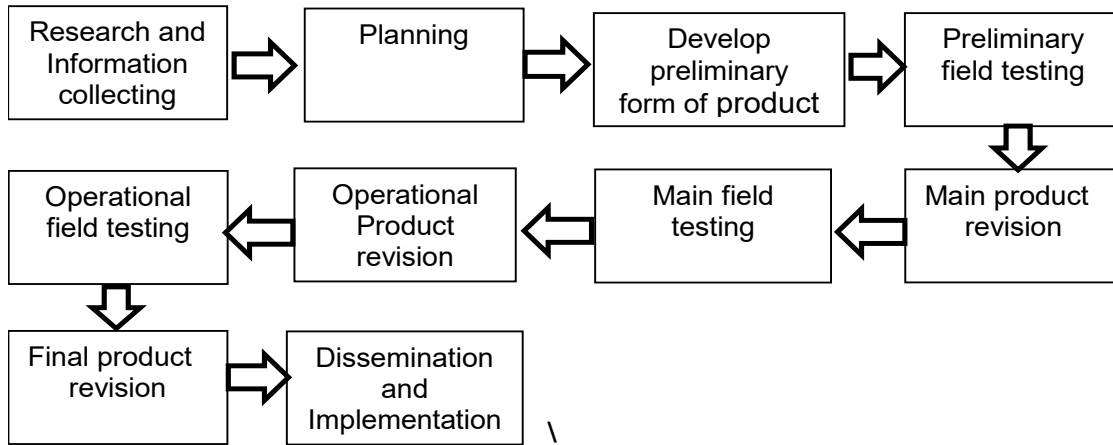 Research and
Information
collecting
Planning
Develop
preliminary
form of product
Preliminary
field testing
Main product
revision
Main field
testing
Operational
Product
revision
Operational
field testing
Final product
revision
Dissemination
and
Implementation
\